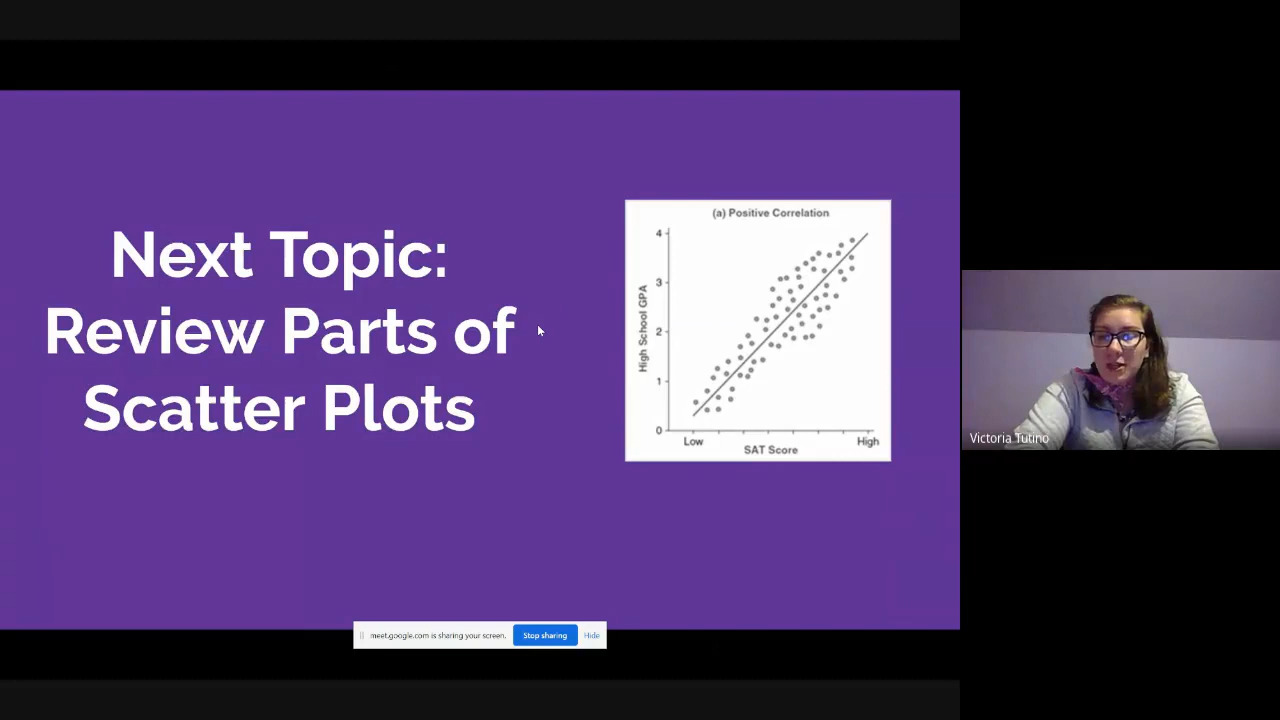 Next Topic:
Review Parts of
Scatter Plots
(a) Positive Correlation
4
3
2
1
0
High School GPA
Low
High
SAT Score
Victoria Tutino
meet.google.com is sharing your screen.
Stop sharing
Hide